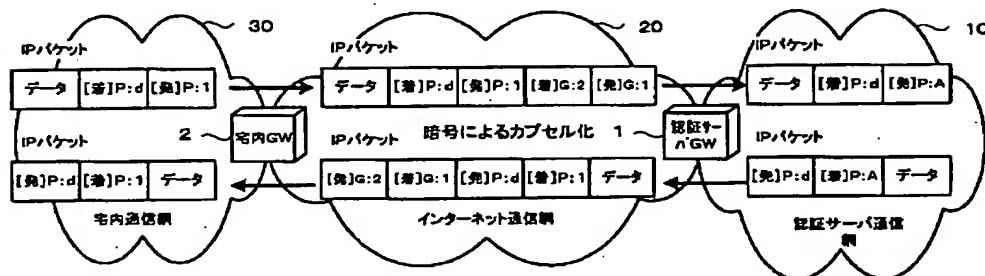 30
20
10
IPパケット
IPパケット
IPパケット
データ [着]P:d [発]P:1
データ [着]P:d [発]P:1 [着]G:2 [発]G:1
データ [着]P:d [発]P:A
2
宅内GW
暗号によるカプセル化
1
認証サー
バGW
IPパケット
IPパケット
IPパケット
[発]P:d [着]P:1 データ
[発]G:2 [着]G:1 [発]P:d [着]P:1 データ
[発]P:d [着]P:A データ
宅内通信網
インターネット通信網
認証サーバ通信
網